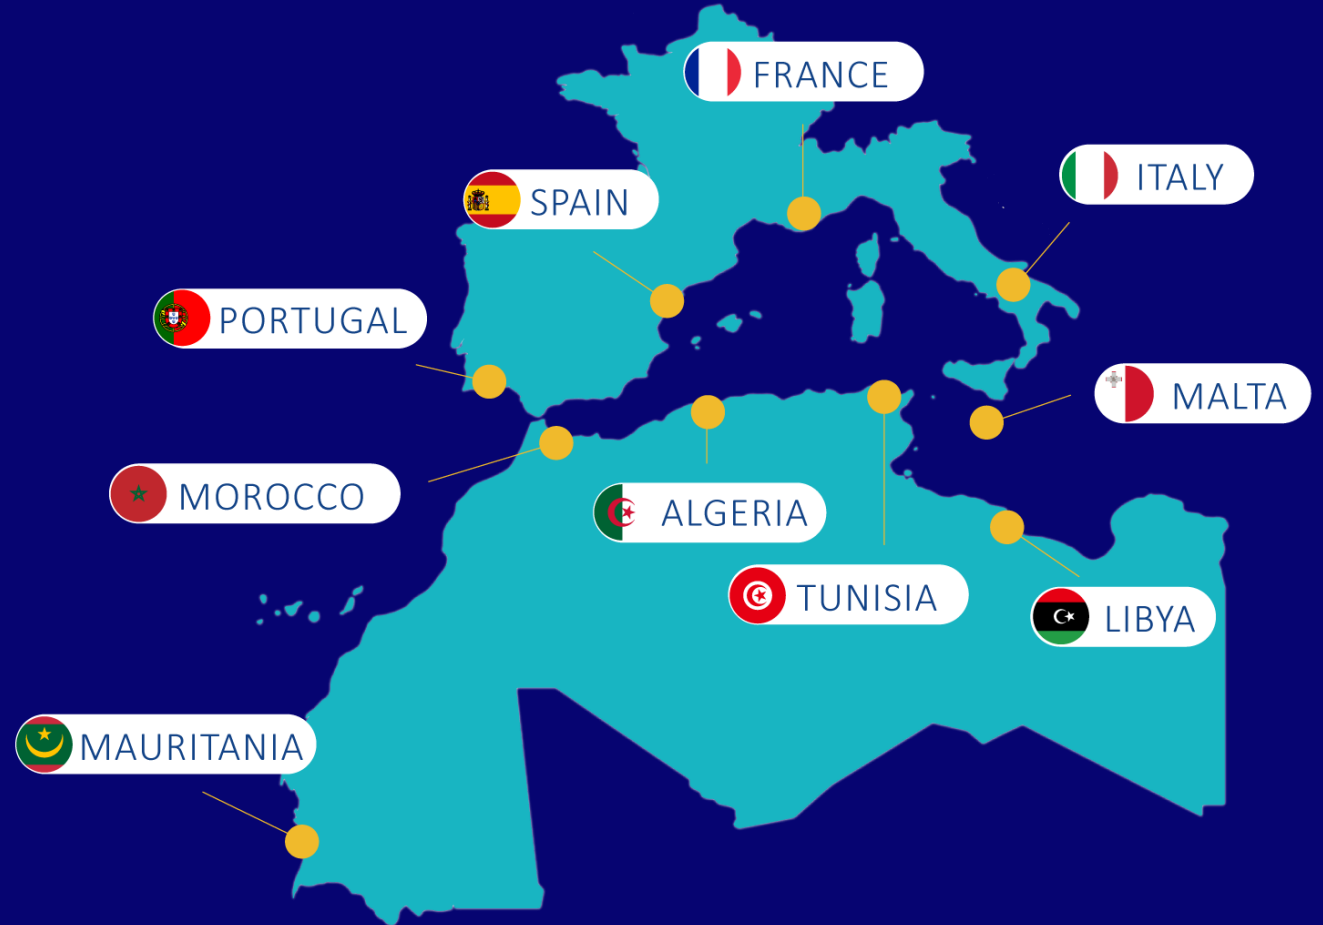 FRANCE
ITALY
SPAIN
PORTUGAL
MALTA
MOROCCO
ALGERIA
TUNISIA
LIBYA
MAURITANIA